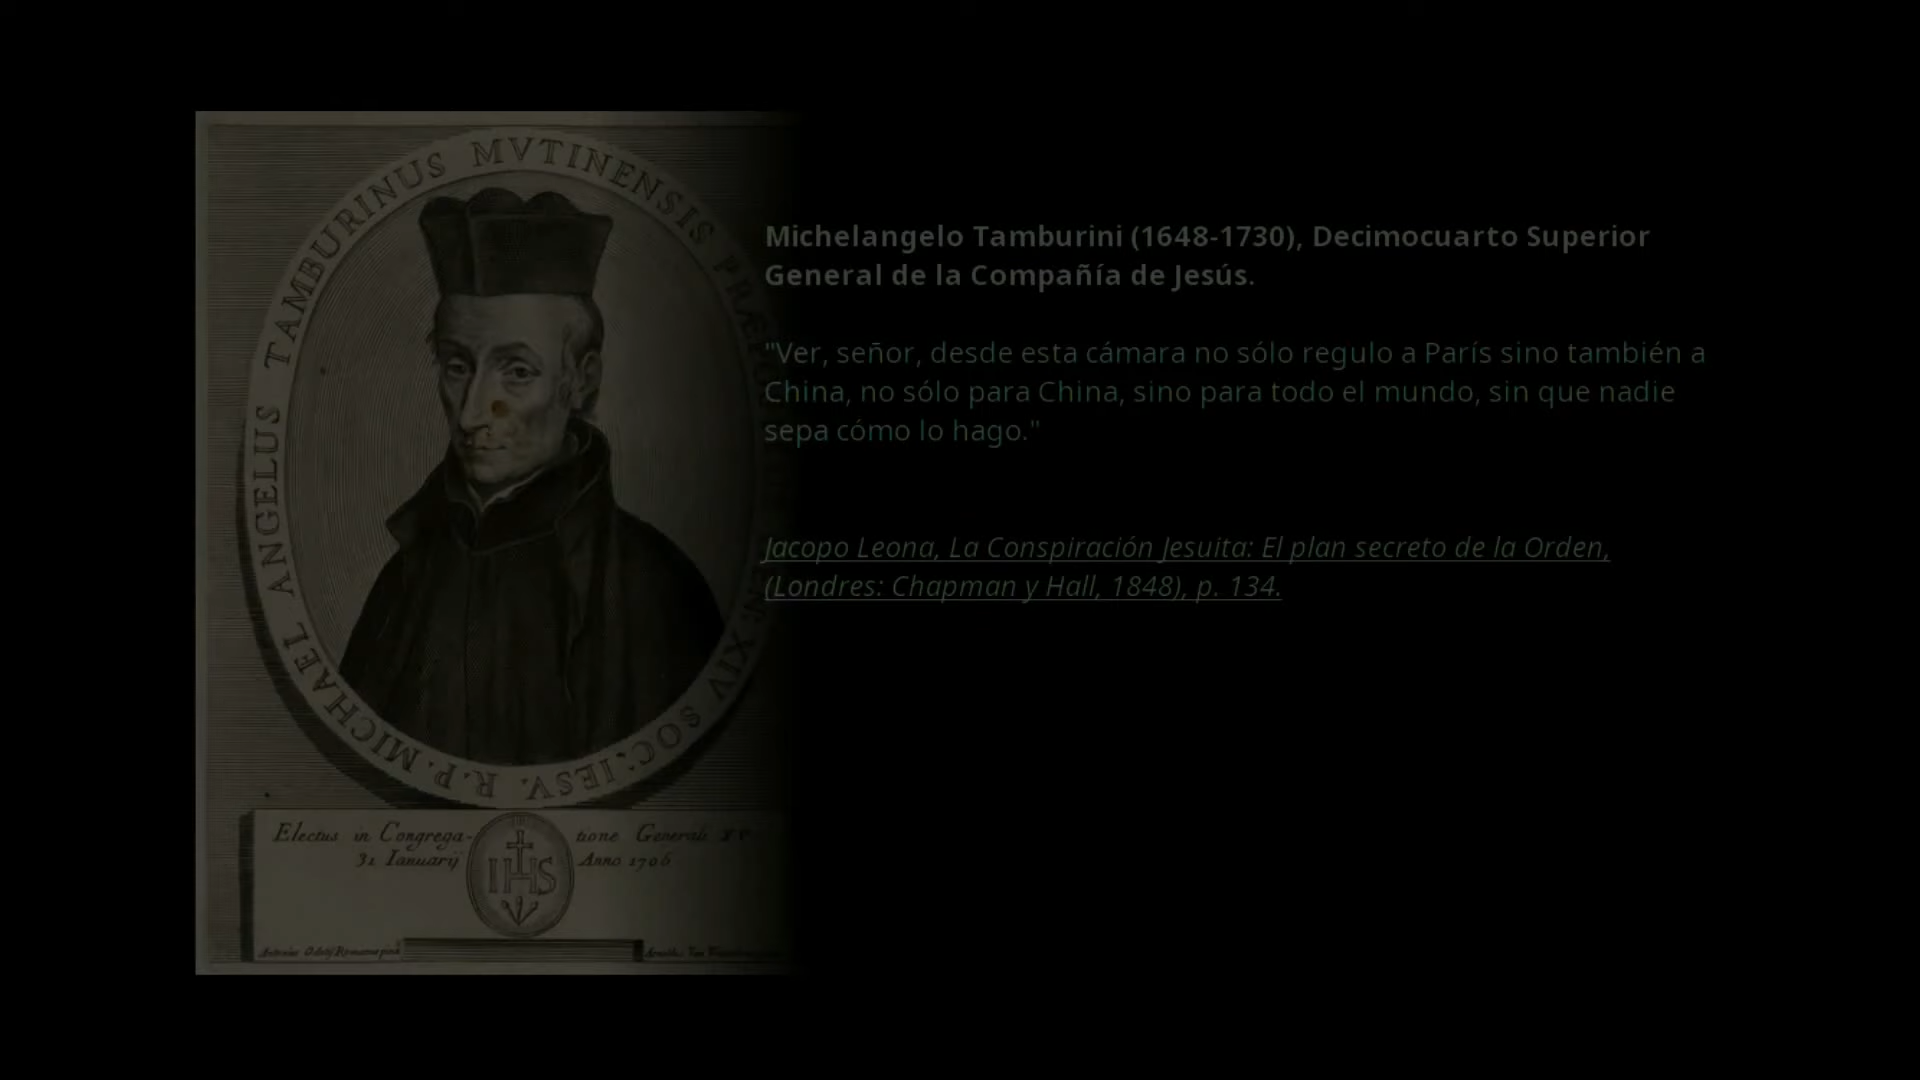 MICHAEL ANGELUS TAMBURINUS MVTINENSIS
SOC: IESV. R.P.
Michelangelo Tamburini (1648-1730), Decimocuarto Superior
General de la Compañía de Jesús.
"Ver, señor, desde esta cámara no sólo regulo a París sino también a
China, no sólo para China, sino para todo el mundo, sin que nadie
sepa cómo lo hago."
Jacopo Leona, La Conspiración Jesuita: El plan secreto de la Orden,
(Londres: Chapman y Hall, 1848), p. 134.
Electus in Congrega- tione Generali
31 Ianuarij Anno 1706
IHS